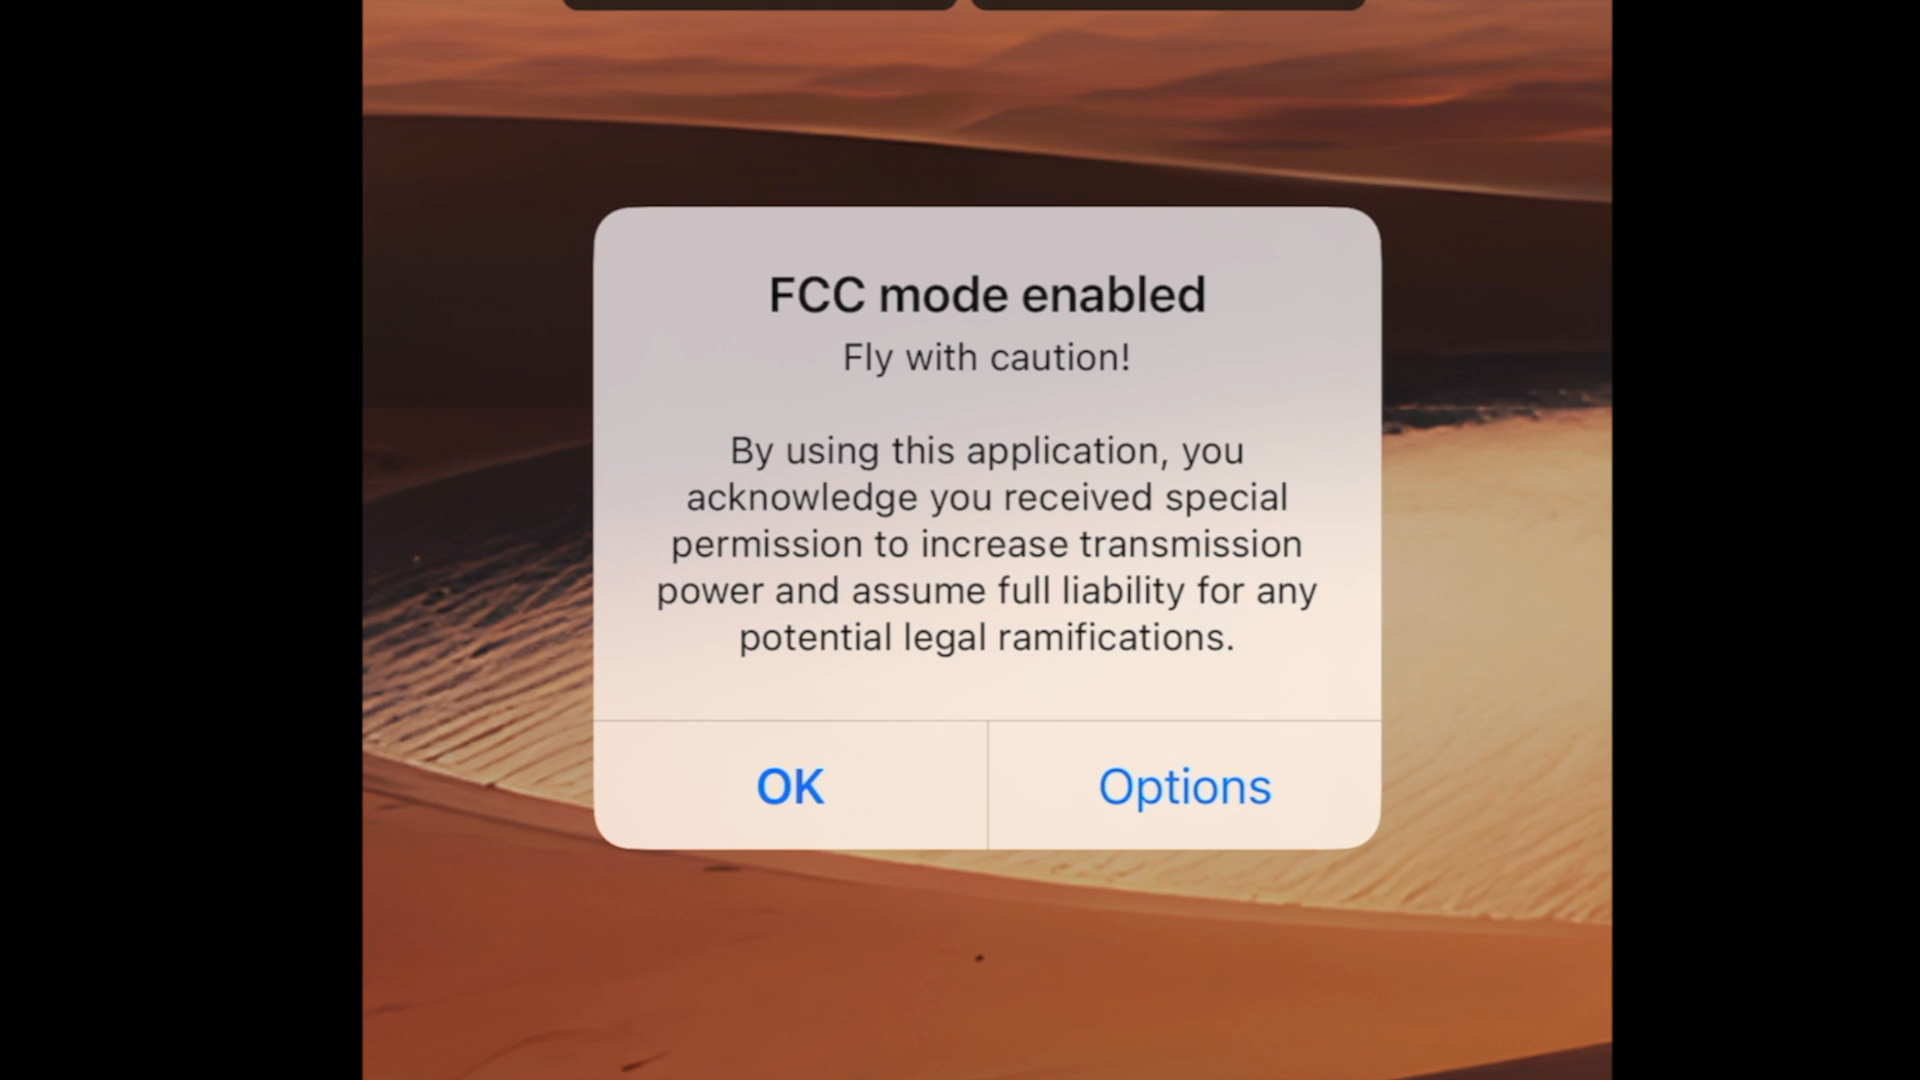 FCC mode enabled
Fly with caution!
By using this application, you
acknowledge you received special
permission to increase transmission
power and assume full liability for any
potential legal ramifications.
OK
Options